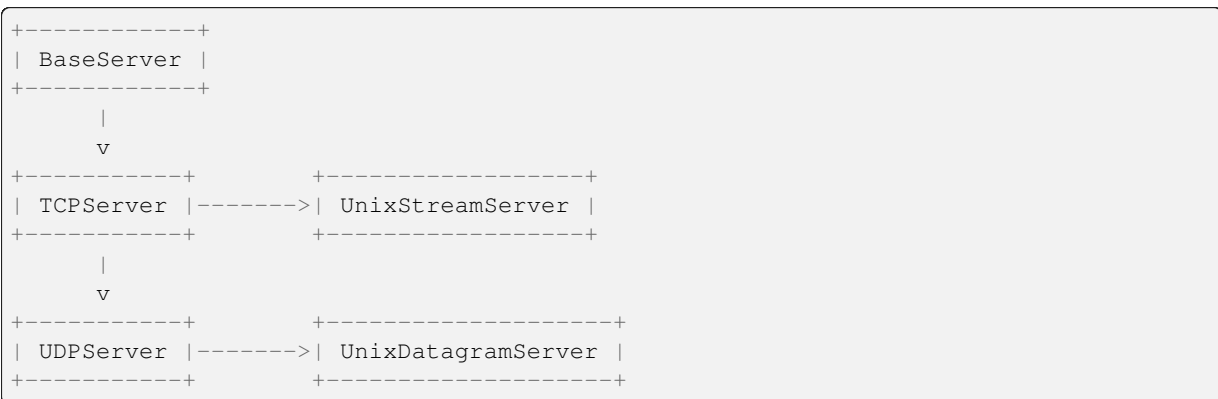 +------------+
| BaseServer |
+------------+
      |
      v
+-----------+        +------------------+
| TCPServer |------->| UnixStreamServer |
+-----------+        +------------------+
      |
      v
+-----------+        +--------------------+
| UDPServer |------->| UnixDatagramServer |
+-----------+        +--------------------+